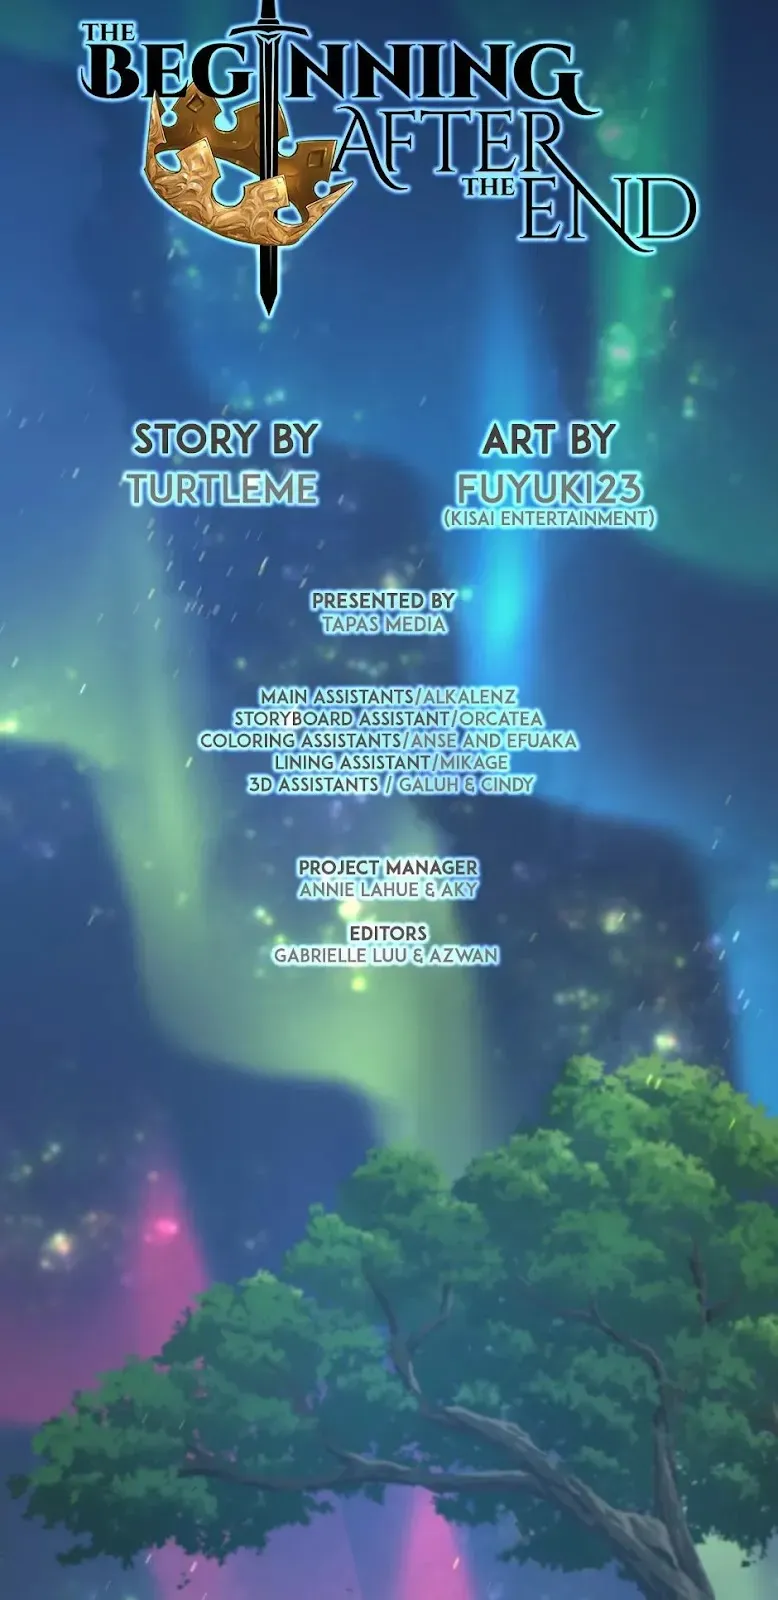 THE
BEGINNING
AFTER
THE END
STORY BY
TURTLEME
ART BY
FUYUKI23
(KISAI ENTERTAINMENT)
PRESENTED BY
TAPAS MEDIA
MAIN ASSISTANTS/ALKALENZ
STORYBOARD ASSISTANT/ORCATEA
COLORING ASSISTANTS/ANSE AND EFUAKA
LINING ASSISTANT/MIKAGE
3D ASSISTANTS / GALUH & CINDY
PROJECT MANAGER
ANNIE LAHUE & AKY
EDITORS
GABRIELLE LUU & AZWAN